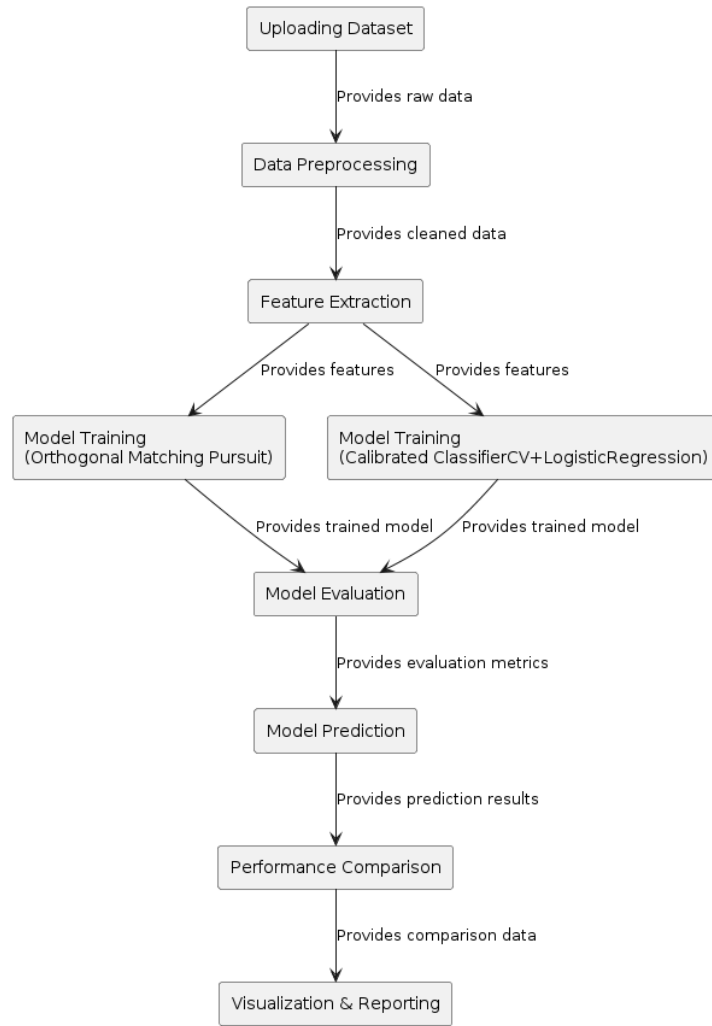 Uploading Dataset
Provides raw data
Data Preprocessing
Provides cleaned data
Feature Extraction
Provides features
Provides features
Model Training
(Orthogonal Matching Pursuit)
Model Training
(Calibrated ClassifierCV+LogisticRegression)
Provides trained model
Provides trained model
Model Evaluation
Provides evaluation metrics
Model Prediction
Provides prediction results
Performance Comparison
Provides comparison data
Visualization & Reporting